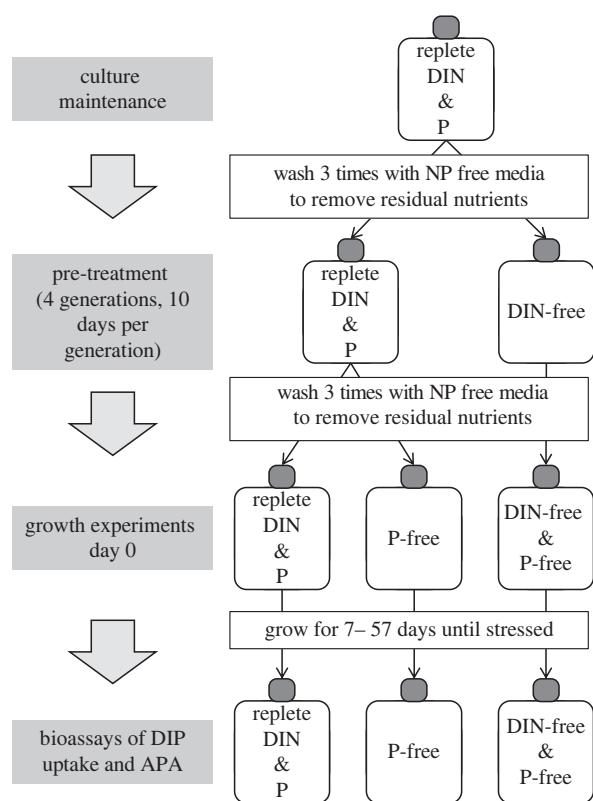 replete
DIN
&
P
culture
maintenance
wash 3 times with NP free media
to remove residual nutrients
pre-treatment
(4 generations, 10
days per
generation)
replete
DIN
&
P
DIN-free
wash 3 times with NP free media
to remove residual nutrients
growth experiments
day 0
replete
DIN
&
P
P-free
DIN-free
&
P-free
grow for 7– 57 days until stressed
bioassays of DIP
uptake and APA
replete
DIN
&
P
P-free
DIN-free
&
P-free